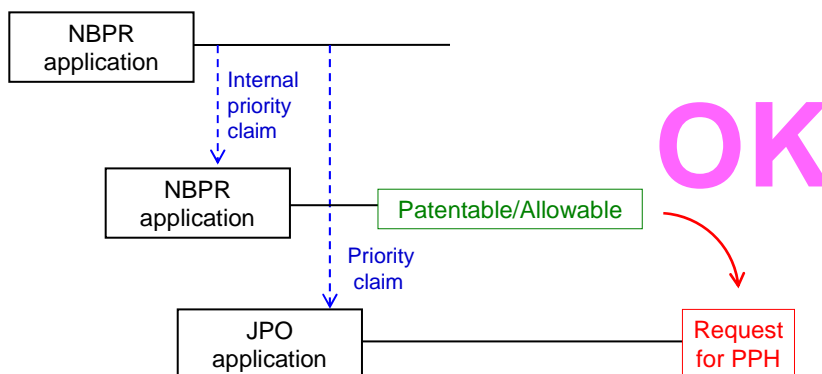 NBPR
application
Internal
priority
claim
OK
NBPR
application
Patentable/Allowable
Priority
claim
JPO
application
Request
for PPH